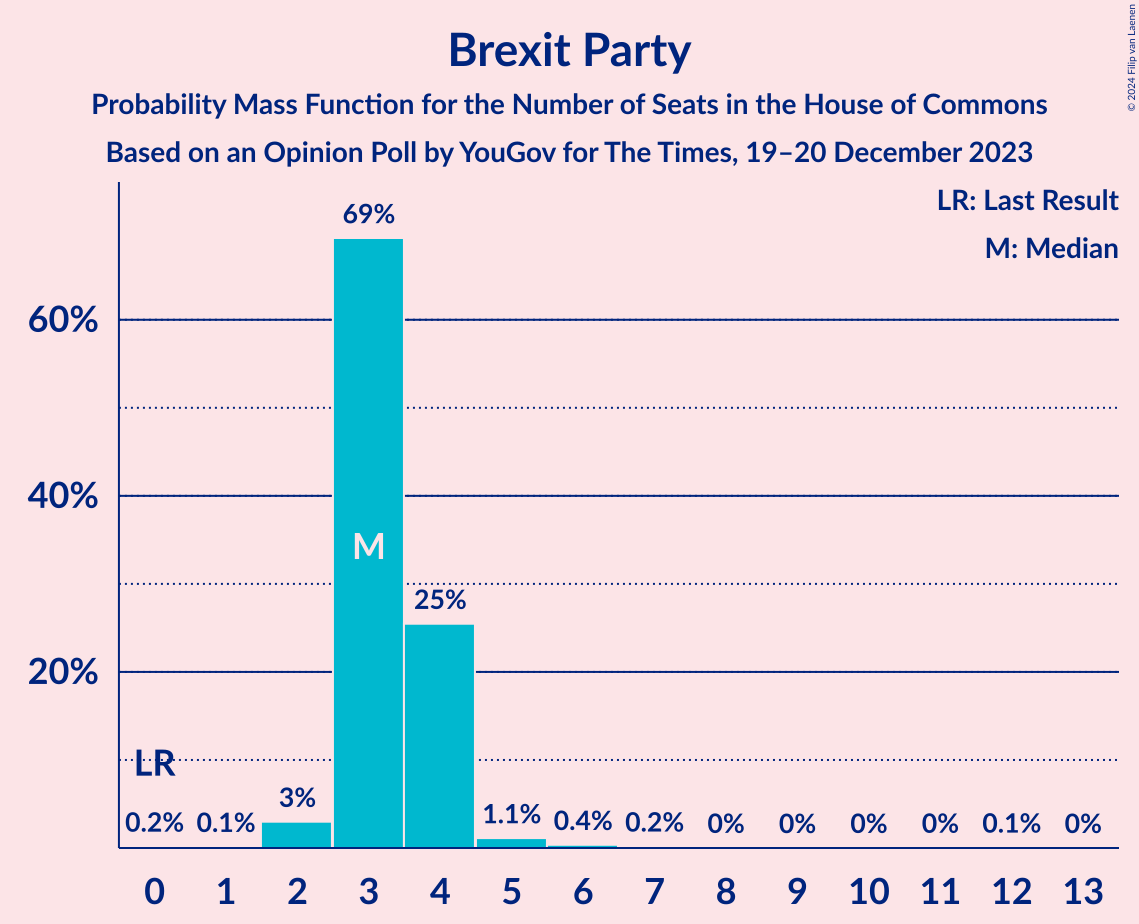 Brexit Party
Probability Mass Function for the Number of Seats in the House of Commons
Based on an Opinion Poll by YouGov for The Times, 19–20 December 2023
© 2024 Filip van Laenen
LR: Last Result
M: Median
69%
60%
40%
M
25%
20%
LR
3%
0.2% 0.1% 1.1% 0.4% 0.2% 0% 0% 0% 0% 0.1% 0%
0 1 2 3 4 5 6 7 8 9 10 11 12 13